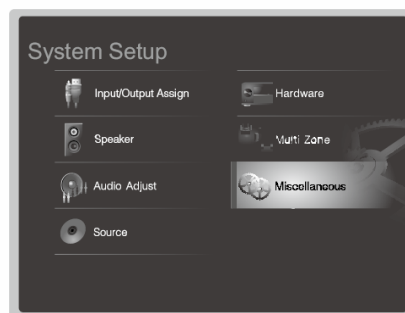 System Setup
Input/Output Assign
Speaker
Audio Adjust
Source
Hardware
Multi Zone
Miscellaneous